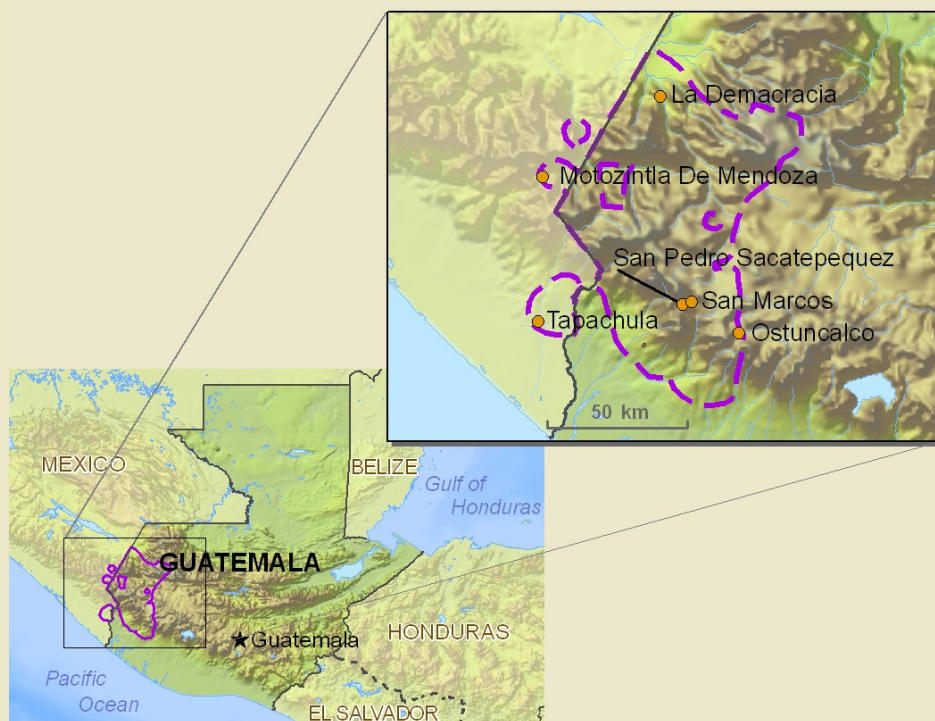 La Demacracia
Motozintla De Mendoza
San Pedro Sacatepequez
San Marcos
Tapachula
Ostuncalco
50 km
MEXICO
BELIZE
Gulf of
Honduras
GUATEMALA
Guatemala
HONDURAS
Pacific
Ocean
EL SALVADOR